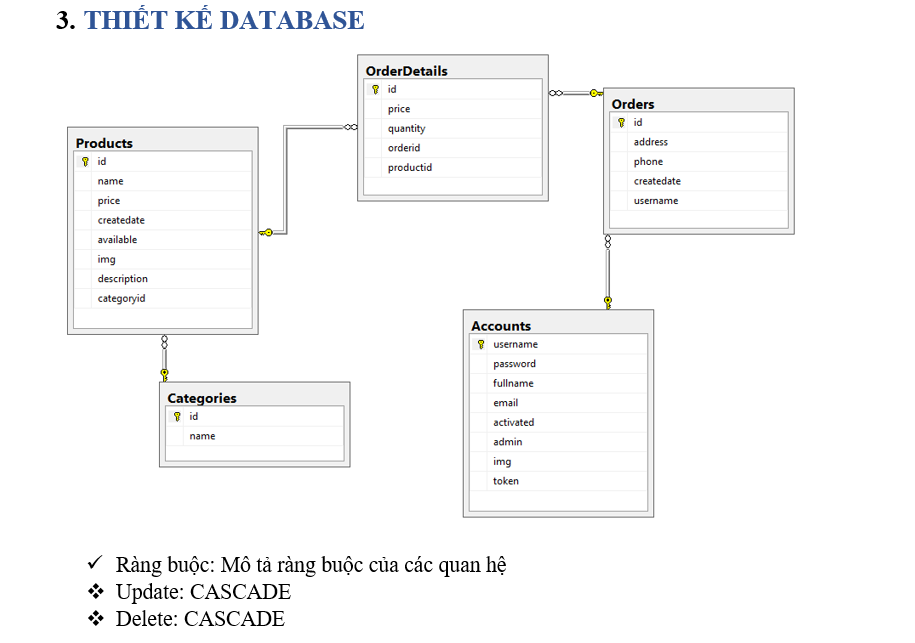 3. THIẾT KẾ DATABASE
OrderDetails
id
price
quantity
orderid
productid
Orders
id
address
phone
createdate
username
Products
id
name
price
createdate
available
img
description
categoryid
Accounts
username
password
fullname
email
activated
admin
img
token
Categories
id
name
✓ Ràng buộc: Mô tả ràng buộc của các quan hệ
❖ Update: CASCADE
❖ Delete: CASCADE